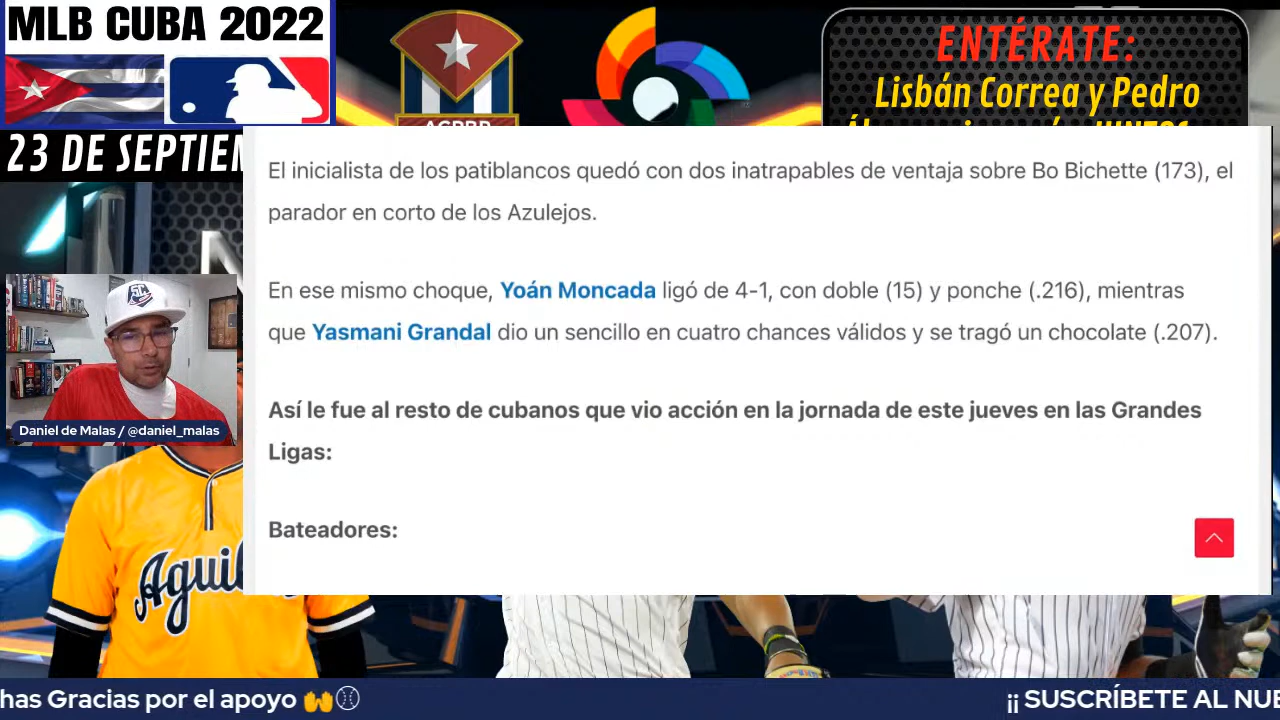 MLB CUBA 2022
23 DE SEPTIEM
ACPBP
ENTÉRATE:
Lisbán Correa y Pedro
El inicialista de los patiblancos quedó con dos inatrapables de ventaja sobre Bo Bichette (173), el
parador en corto de los Azulejos.
En ese mismo choque, Yoán Moncada ligó de 4-1, con doble (15) y ponche (.216), mientras
que Yasmani Grandal dio un sencillo en cuatro chances válidos y se tragó un chocolate (.207).
Así le fue al resto de cubanos que vio acción en la jornada de este jueves en las Grandes
Ligas:
Bateadores:
Daniel de Malas / @daniel_malas
Agui
has Gracias por el apoyo 🙌⚾
¡¡ SUSCRÍBETE AL NUE